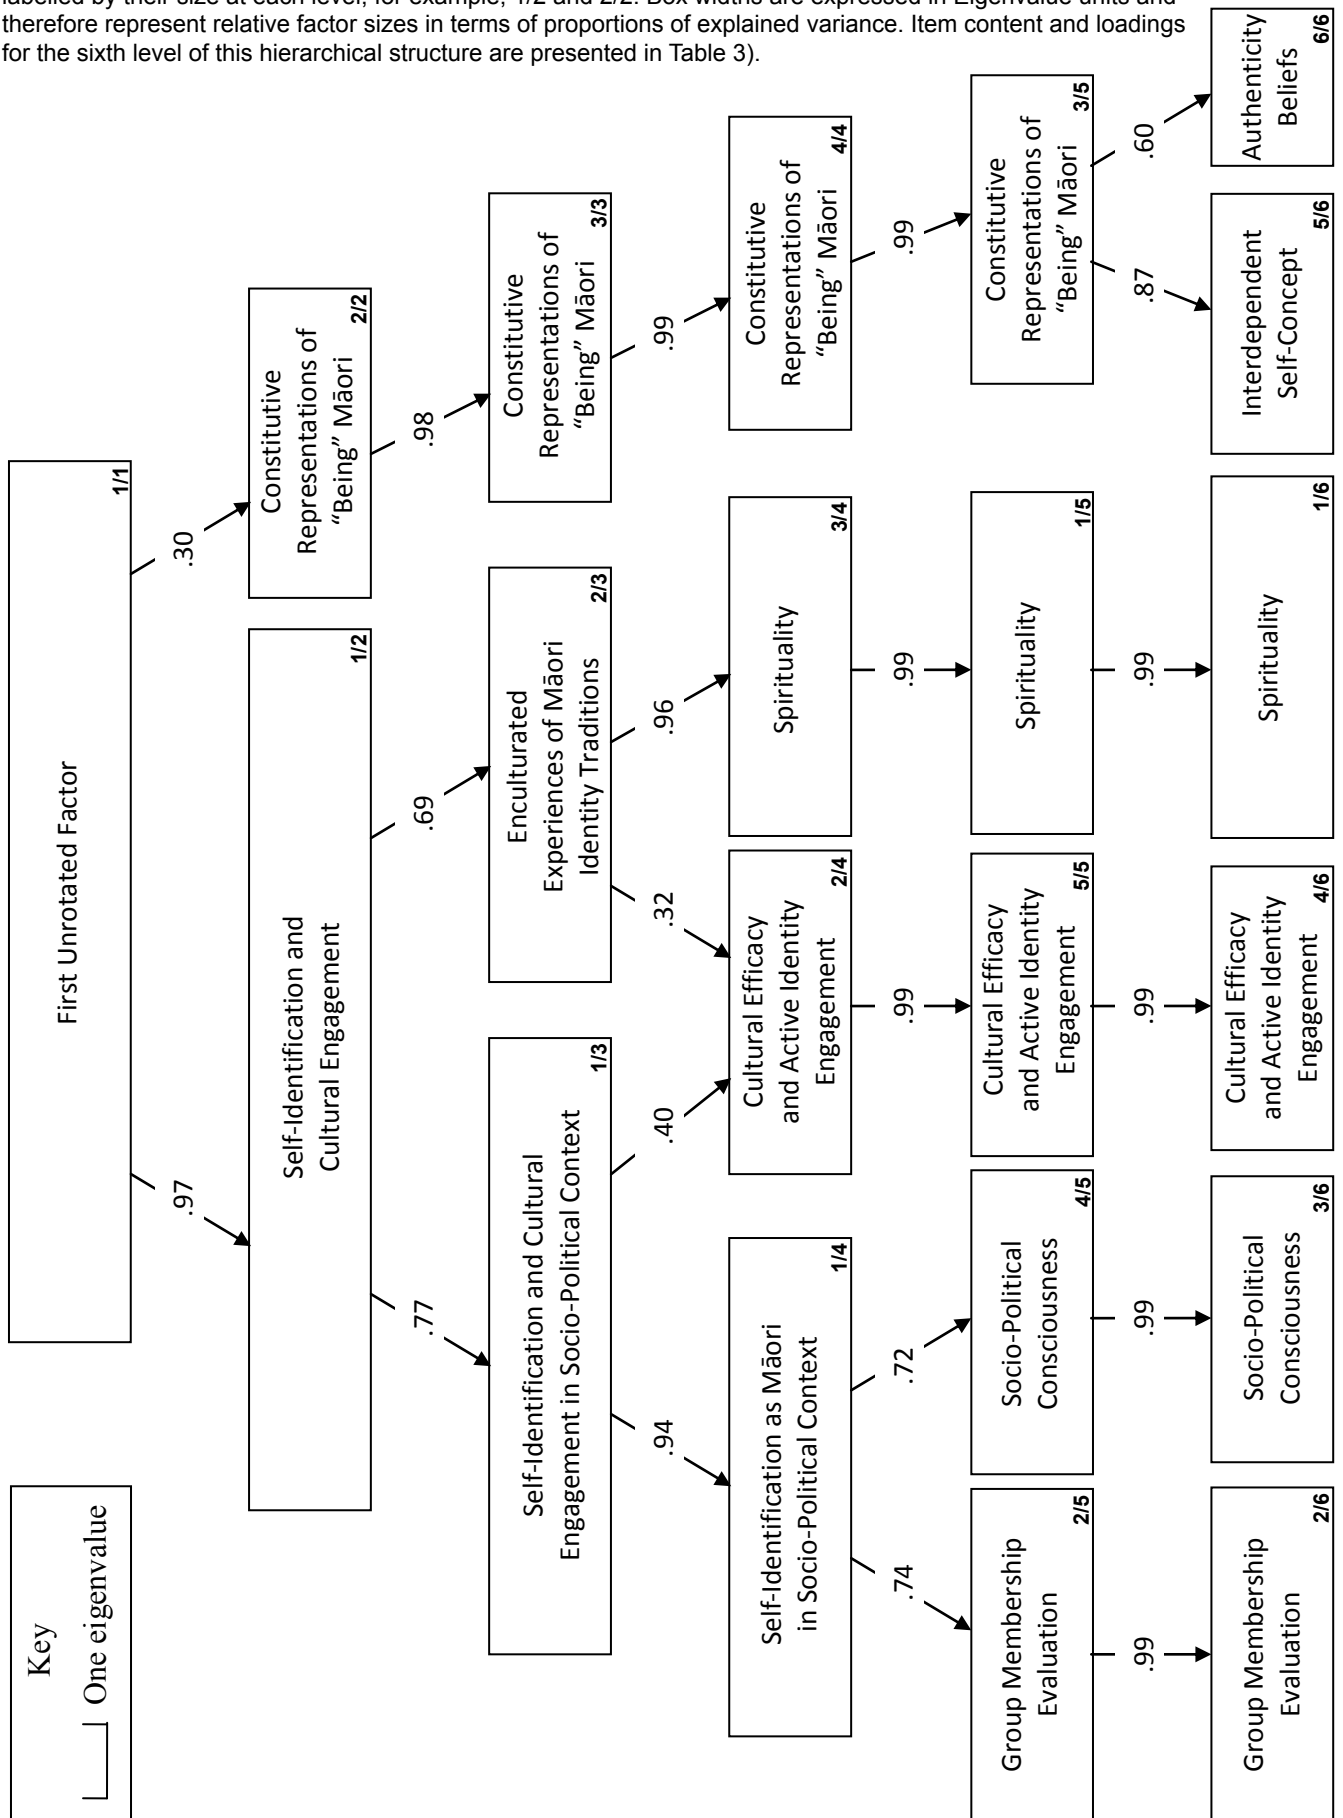 labelled by their size at each level, for example, 1/2 and 2/2. Box widths are expressed in Eigenvalue units and
therefore represent relative factor sizes in terms of proportions of explained variance. Item content and loadings
for the sixth level of this hierarchical structure are presented in Table 3).
Key
One eigenvalue
First Unrotated Factor
1/1
.97
.30
Self-Identification and
Cultural Engagement
1/2
Constitutive
Representations of
“Being” Māori
2/2
.77
.69
.98
Self-Identification and Cultural
Engagement in Socio-Political Context
1/3
Enculturated
Experiences of Māori
Identity Traditions
2/3
Constitutive
Representations of
“Being” Māori
3/3
.94
.40
.32
.96
.99
Self-Identification as Māori
in Socio-Political Context
1/4
Cultural Efficacy
and Active Identity
Engagement
2/4
Spirituality
3/4
Constitutive
Representations of
“Being” Māori
4/4
.74
.72
.99
.99
.99
Group Membership
Evaluation
2/5
Socio-Political
Consciousness
4/5
Cultural Efficacy
and Active Identity
Engagement
5/5
Spirituality
1/5
Constitutive
Representations of
“Being” Māori
3/5
.99
.99
.99
.99
.87
.60
Group Membership
Evaluation
2/6
Socio-Political
Consciousness
3/6
Cultural Efficacy
and Active Identity
Engagement
4/6
Spirituality
1/6
Interdependent
Self-Concept
5/6
Authenticity
Beliefs
6/6